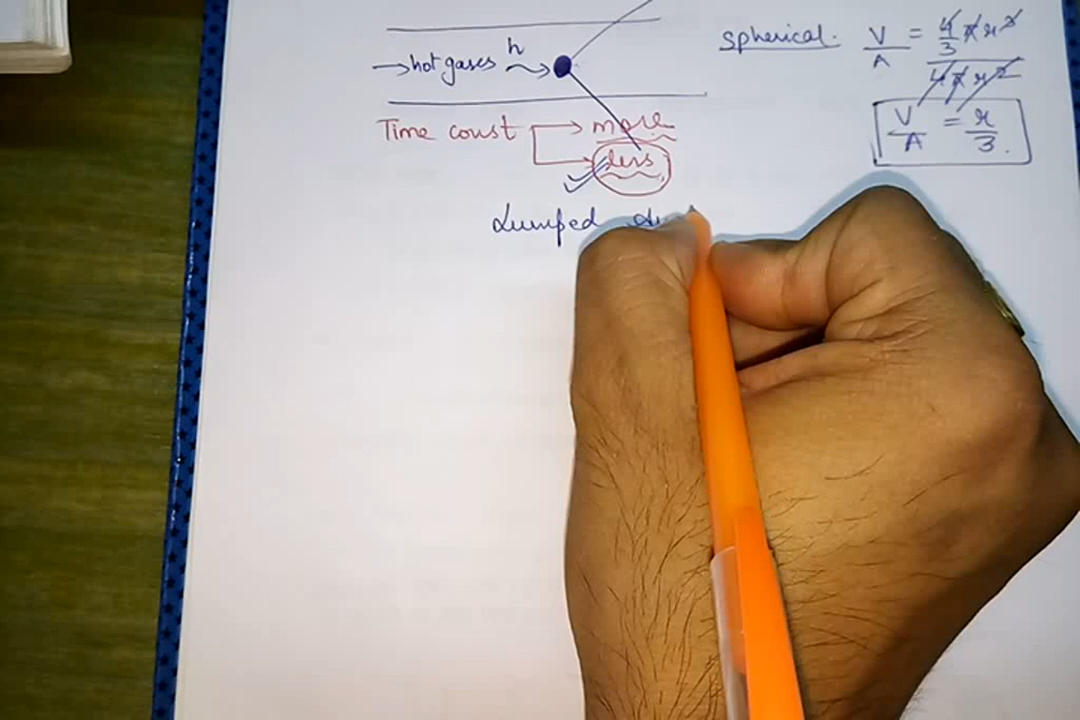 →hot gases h
Time const → more
less
Lumped
spherical. V/A = 4/3 π r³ / 4 π r²
V/A = r/3.